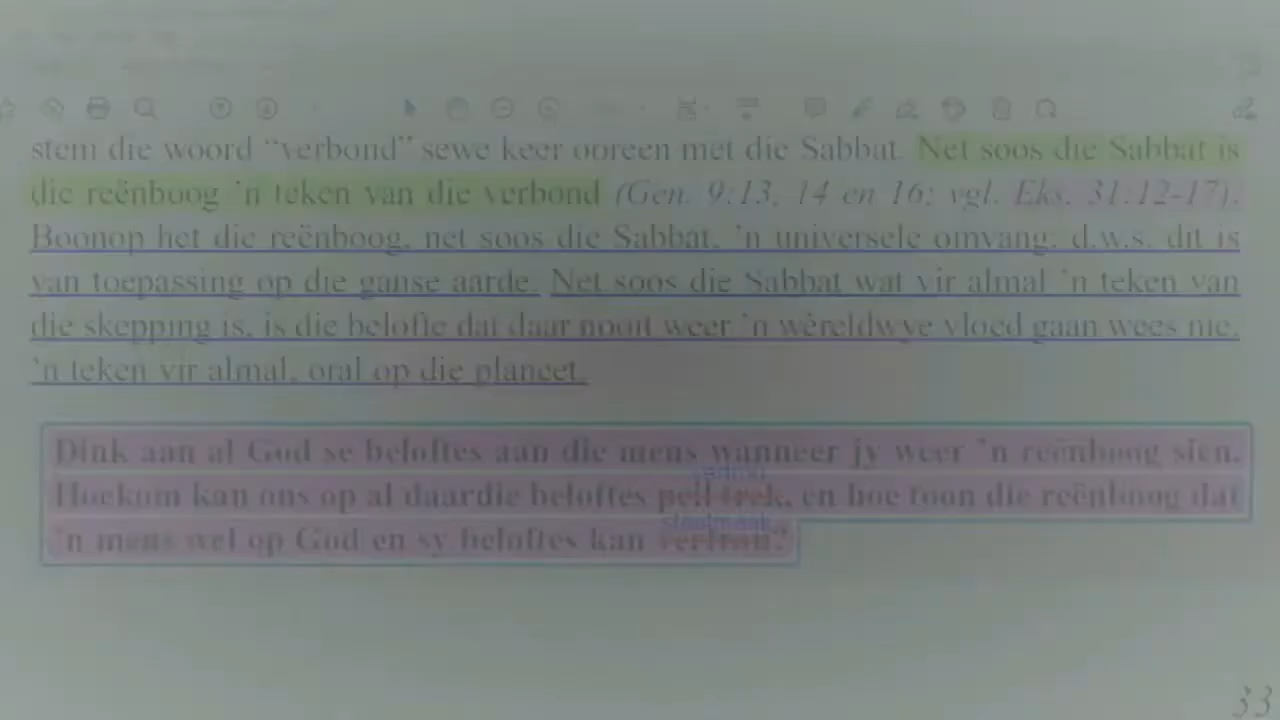 stem die woord “verbond” sewe keer ooreen met die Sabbat. Net soos die Sabbat is
die reënboog ’n teken van die verbond (Gen. 9:13, 14 en 16; vgl. Eks. 31:12-17).
Boonop het die reënboog, net soos die Sabbat, ’n universele omvang; d.w.s. dit is
van toepassing op die ganse aarde. Net soos die Sabbat wat vir almal ’n teken van
die skepping is, is die belofte dat daar nooit weer ’n wêreldwye vloed gaan wees nie,
’n teken vir almal, oral op die planeet.
Dink aan al God se beloftes aan die mens wanneer jy weer ’n reënboog sien.
Hoekom kan ons op al daardie beloftes peil trek, en hoe toon die reënboog dat
staatmaak
’n mens wel op God en sy beloftes kan vertrou?
33